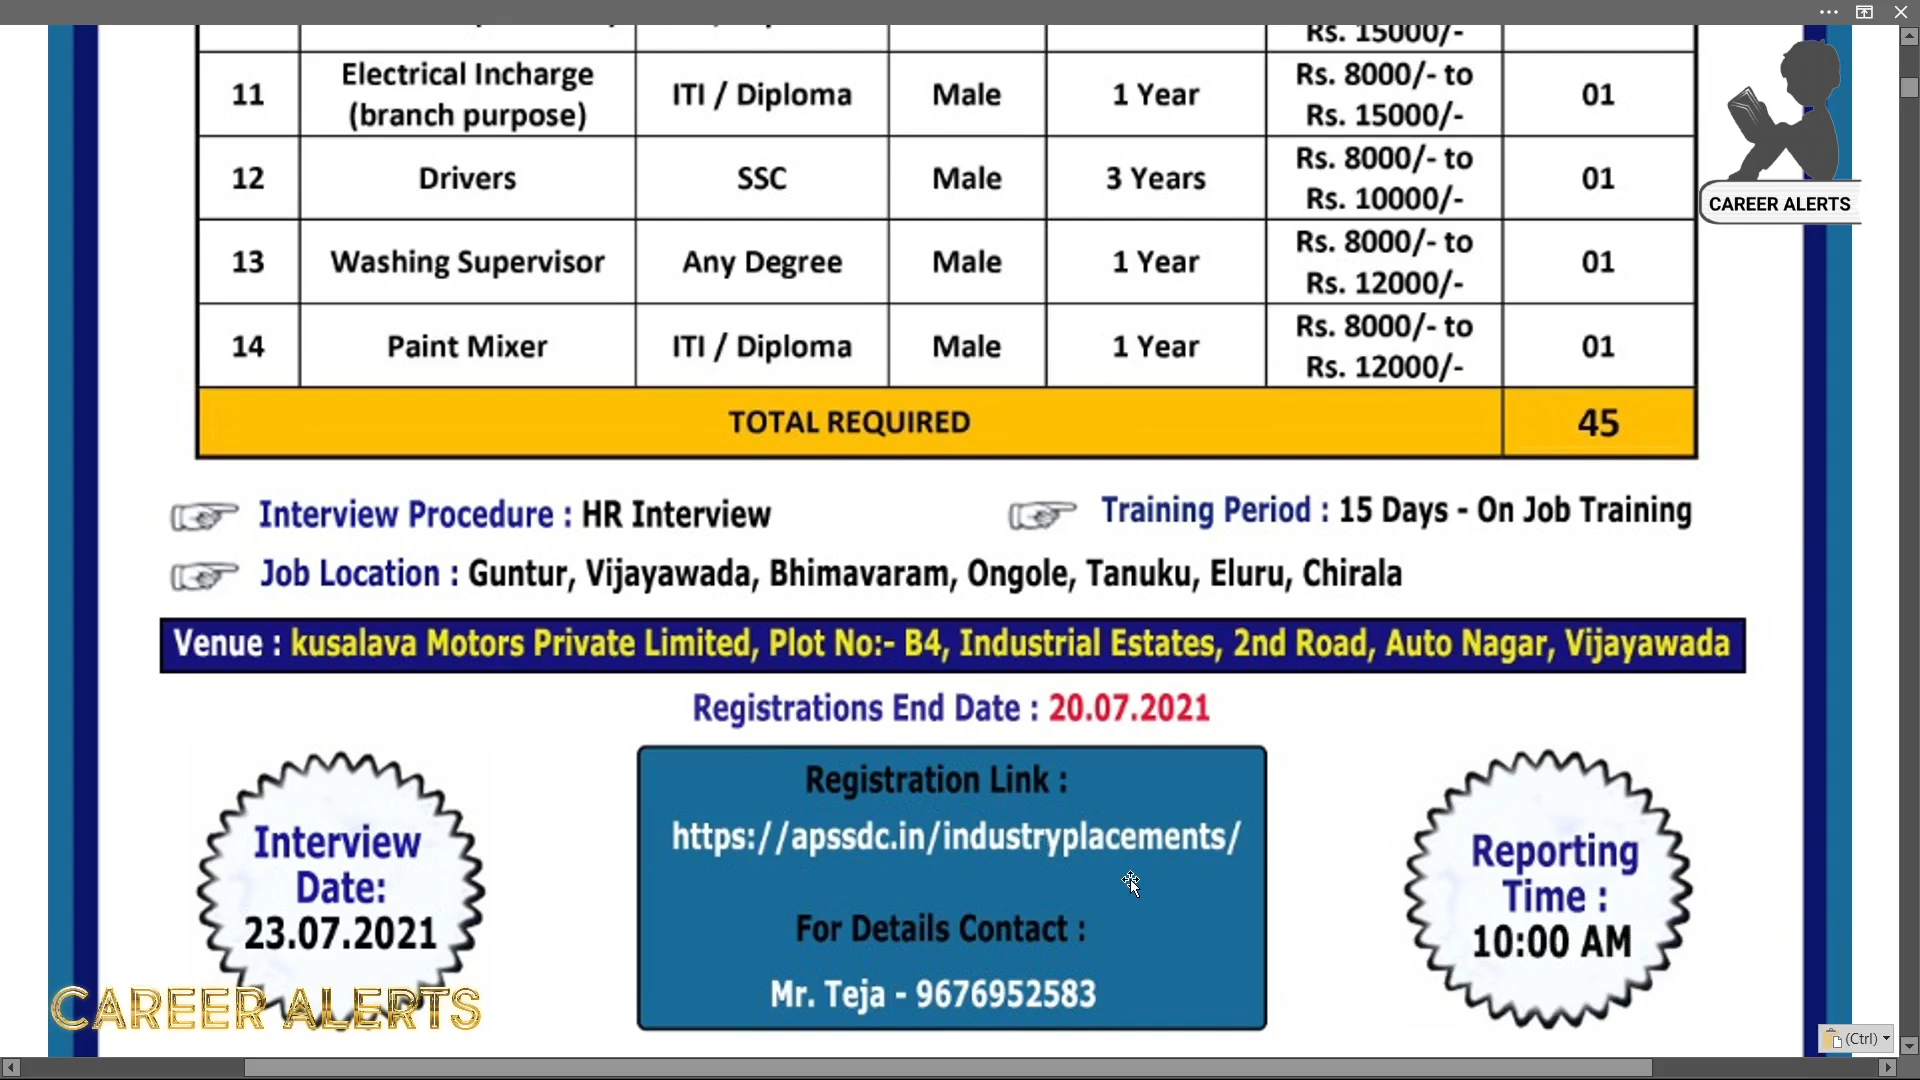 Rs. 15000/-
11 Electrical Incharge (branch purpose) ITI / Diploma Male 1 Year Rs. 8000/- to Rs. 15000/- 01
12 Drivers SSC Male 3 Years Rs. 8000/- to Rs. 10000/- 01
13 Washing Supervisor Any Degree Male 1 Year Rs. 8000/- to Rs. 12000/- 01
14 Paint Mixer ITI / Diploma Male 1 Year Rs. 8000/- to Rs. 12000/- 01
TOTAL REQUIRED 45
CAREER ALERTS
Interview Procedure : HR Interview
Training Period : 15 Days - On Job Training
Job Location : Guntur, Vijayawada, Bhimavaram, Ongole, Tanuku, Eluru, Chirala
Venue : kusalava Motors Private Limited, Plot No:- B4, Industrial Estates, 2nd Road, Auto Nagar, Vijayawada
Registrations End Date : 20.07.2021
Interview
Date:
23.07.2021
Registration Link :
https://apssdc.in/industryplacements/
For Details Contact :
Mr. Teja - 9676952583
Reporting
Time :
10:00 AM
CAREER ALERTS
(Ctrl)